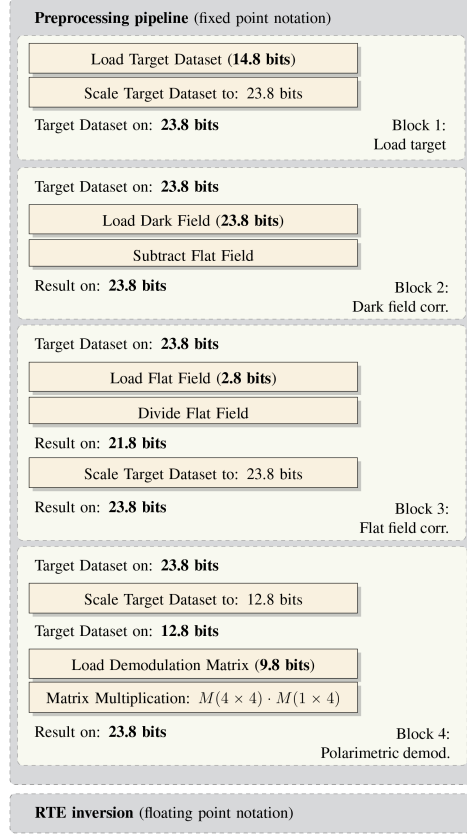 Preprocessing pipeline (fixed point notation)
Load Target Dataset (14.8 bits)
Scale Target Dataset to: 23.8 bits
Target Dataset on: 23.8 bits
Block 1:
Load target
Target Dataset on: 23.8 bits
Load Dark Field (23.8 bits)
Subtract Flat Field
Result on: 23.8 bits
Block 2:
Dark field corr.
Target Dataset on: 23.8 bits
Load Flat Field (2.8 bits)
Divide Flat Field
Result on: 21.8 bits
Scale Target Dataset to: 23.8 bits
Result on: 23.8 bits
Block 3:
Flat field corr.
Target Dataset on: 23.8 bits
Scale Target Dataset to: 12.8 bits
Target Dataset on: 12.8 bits
Load Demodulation Matrix (9.8 bits)
Matrix Multiplication: M(4 × 4) · M(1 × 4)
Result on: 23.8 bits
Block 4:
Polarimetric demod.
RTE inversion (floating point notation)